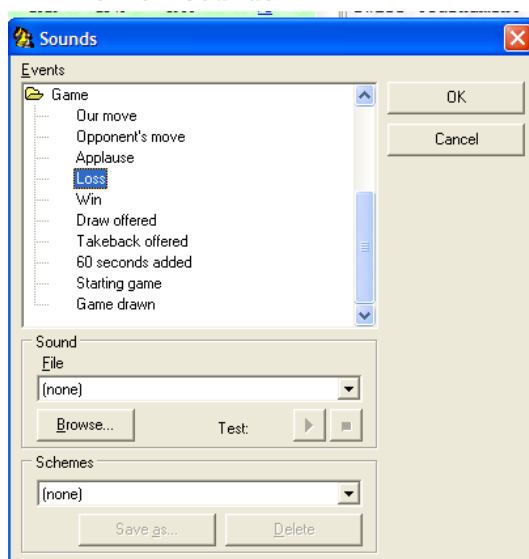 Sounds
Events
Game
Our move
Opponent's move
Applause
Loss
Win
Draw offered
Takeback offered
60 seconds added
Starting game
Game drawn
OK
Cancel
Sound
File
(none)
Browse...
Test:
Schemes
(none)
Save as...
Delete